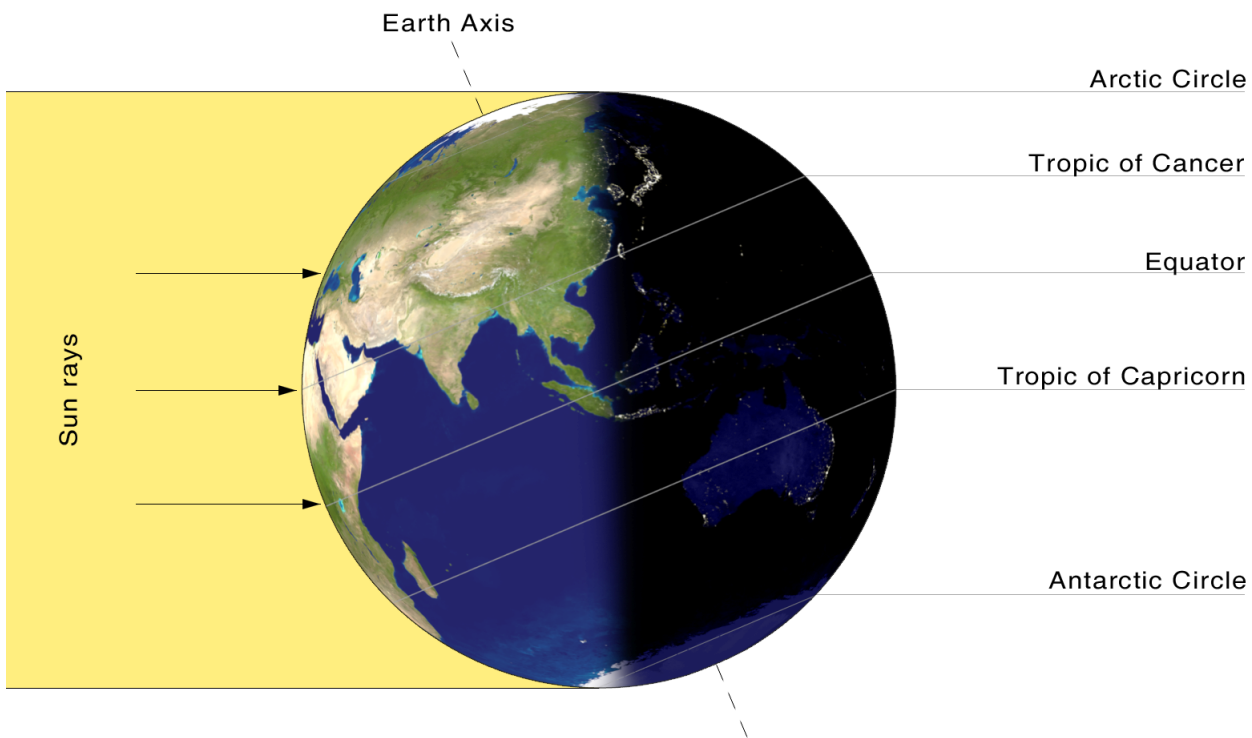 Earth Axis
Arctic Circle
Tropic of Cancer
Equator
Tropic of Capricorn
Sun rays
Antarctic Circle